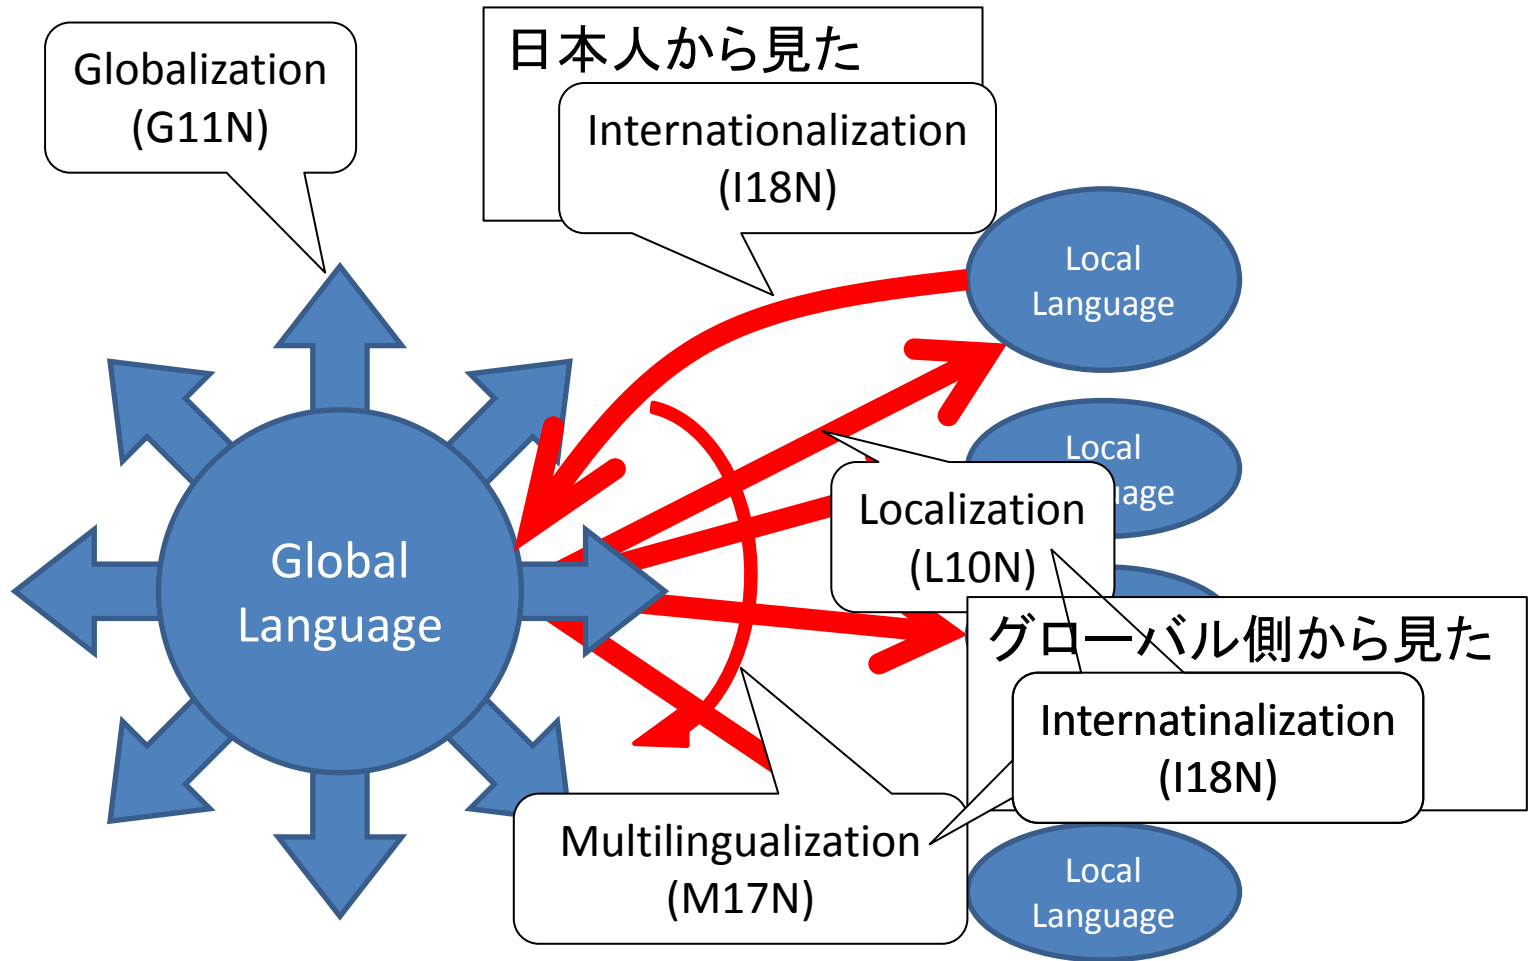 Globalization
(G11N)
日本人から見た
Internationalization
(I18N)
Local
Language
Local
age
Localization
(L10N)
Global
Language
グローバル側から見た
Internatinalization
(I18N)
Multilingualization
(M17N)
Local
Language